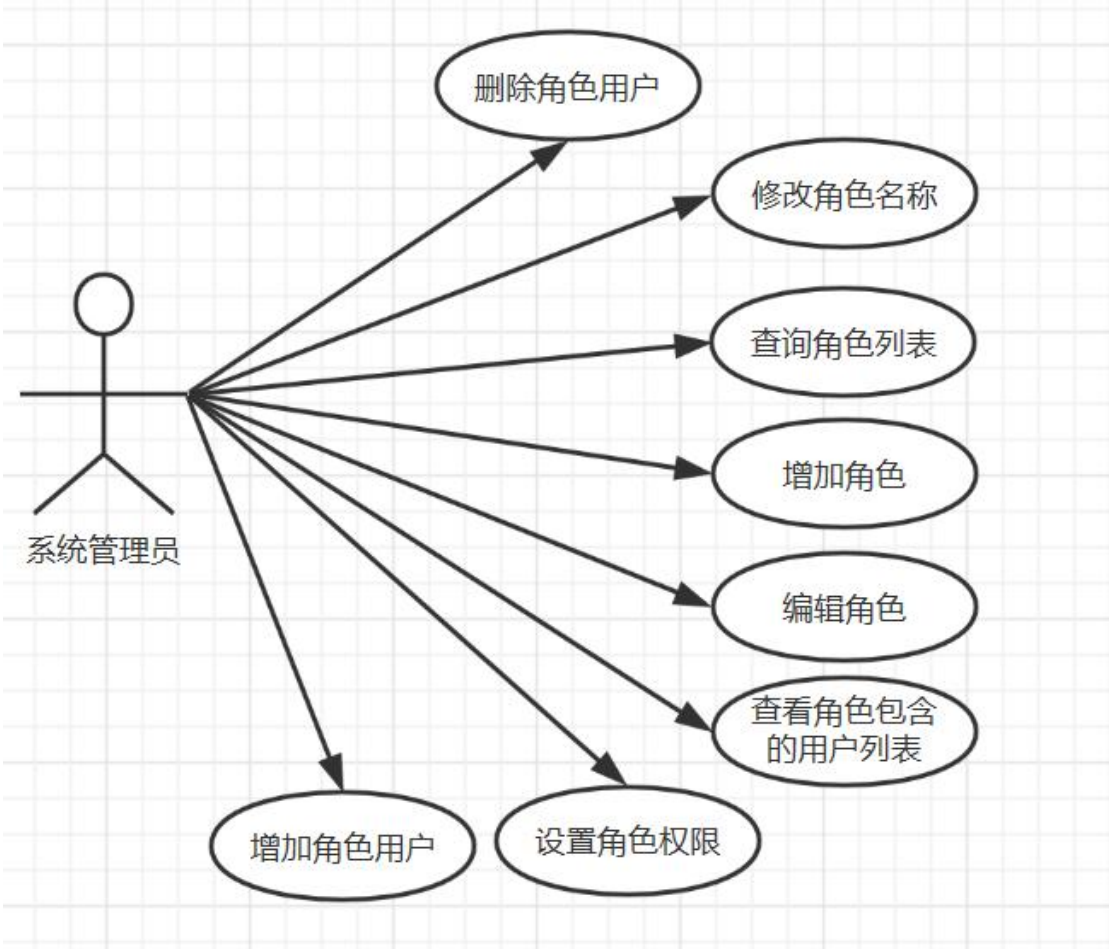 删除角色用户
修改角色名称
查询角色列表
增加角色
系统管理员
编辑角色
查看角色包含
的用户列表
增加角色用户
设置角色权限